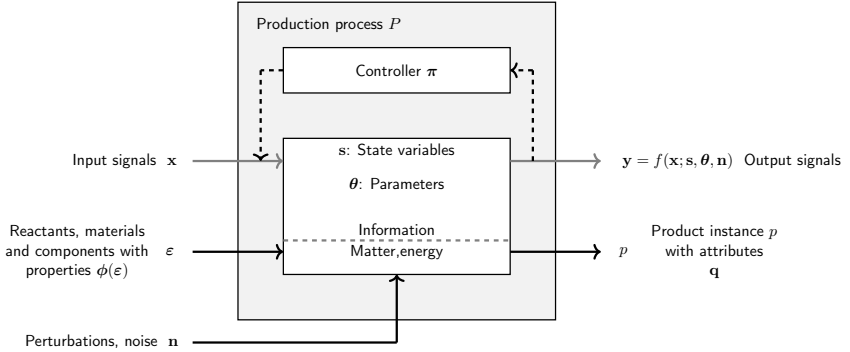 Production process P
Controller π
Input signals x
s: State variables
y = f(x; s, θ, n) Output signals
θ: Parameters
Information
Matter,energy
Reactants, materials
and components with
properties ϕ(ε)
ε
p
Product instance p
with attributes
q
Perturbations, noise n